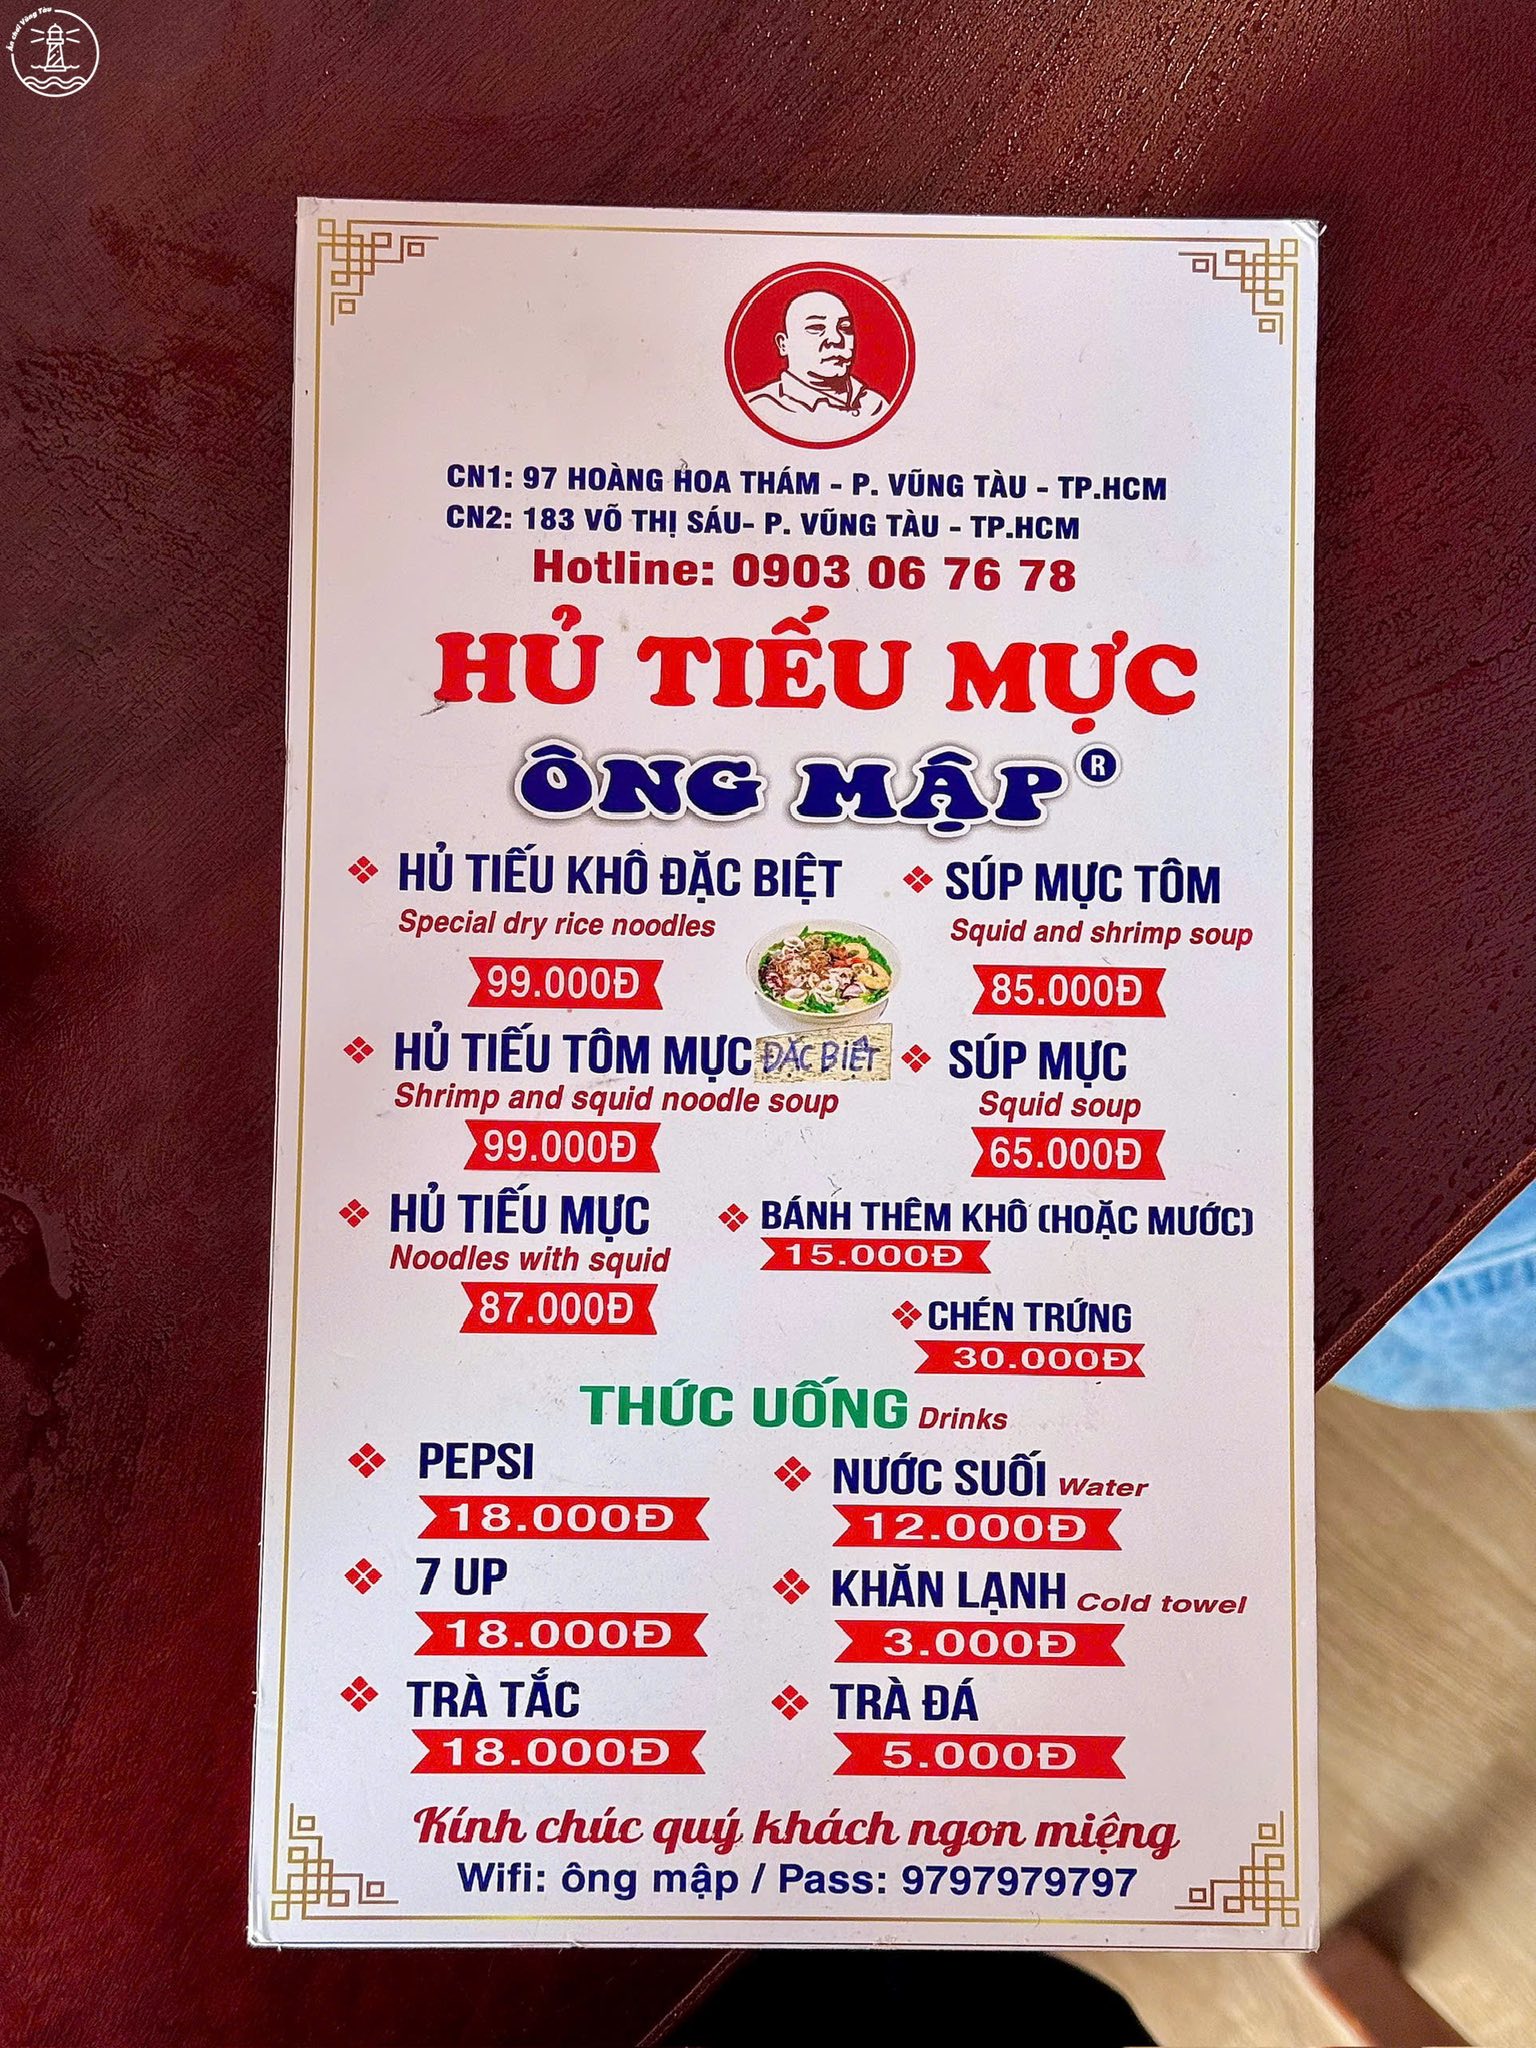 Ăn chơi Vũng Tàu
CN1: 97 HOÀNG HOA THÁM - P. VŨNG TÀU - TP.HCM
CN2: 183 VÕ THỊ SÁU- P. VŨNG TÀU - TP.HCM
Hotline: 0903 06 76 78
HỦ TIẾU MỰC
ÔNG MẬP ®
HỦ TIẾU KHÔ ĐẶC BIỆT
Special dry rice noodles
99.000Đ
SÚP MỰC TÔM
Squid and shrimp soup
85.000Đ
HỦ TIẾU TÔM MỰC ĐẶC BIỆT
Shrimp and squid noodle soup
99.000Đ
SÚP MỰC
Squid soup
65.000Đ
HỦ TIẾU MỰC
Noodles with squid
87.000Đ
BÁNH THÊM KHÔ (HOẶC MƯỚC)
15.000Đ
CHÉN TRỨNG
30.000Đ
THỨC UỐNG Drinks
PEPSI
18.000Đ
NƯỚC SUỐI Water
12.000Đ
7 UP
18.000Đ
KHĂN LẠNH Cold towel
3.000Đ
TRÀ TẮC
18.000Đ
TRÀ ĐÁ
5.000Đ
Kính chúc quý khách ngon miệng
Wifi: ông mập / Pass: 9797979797